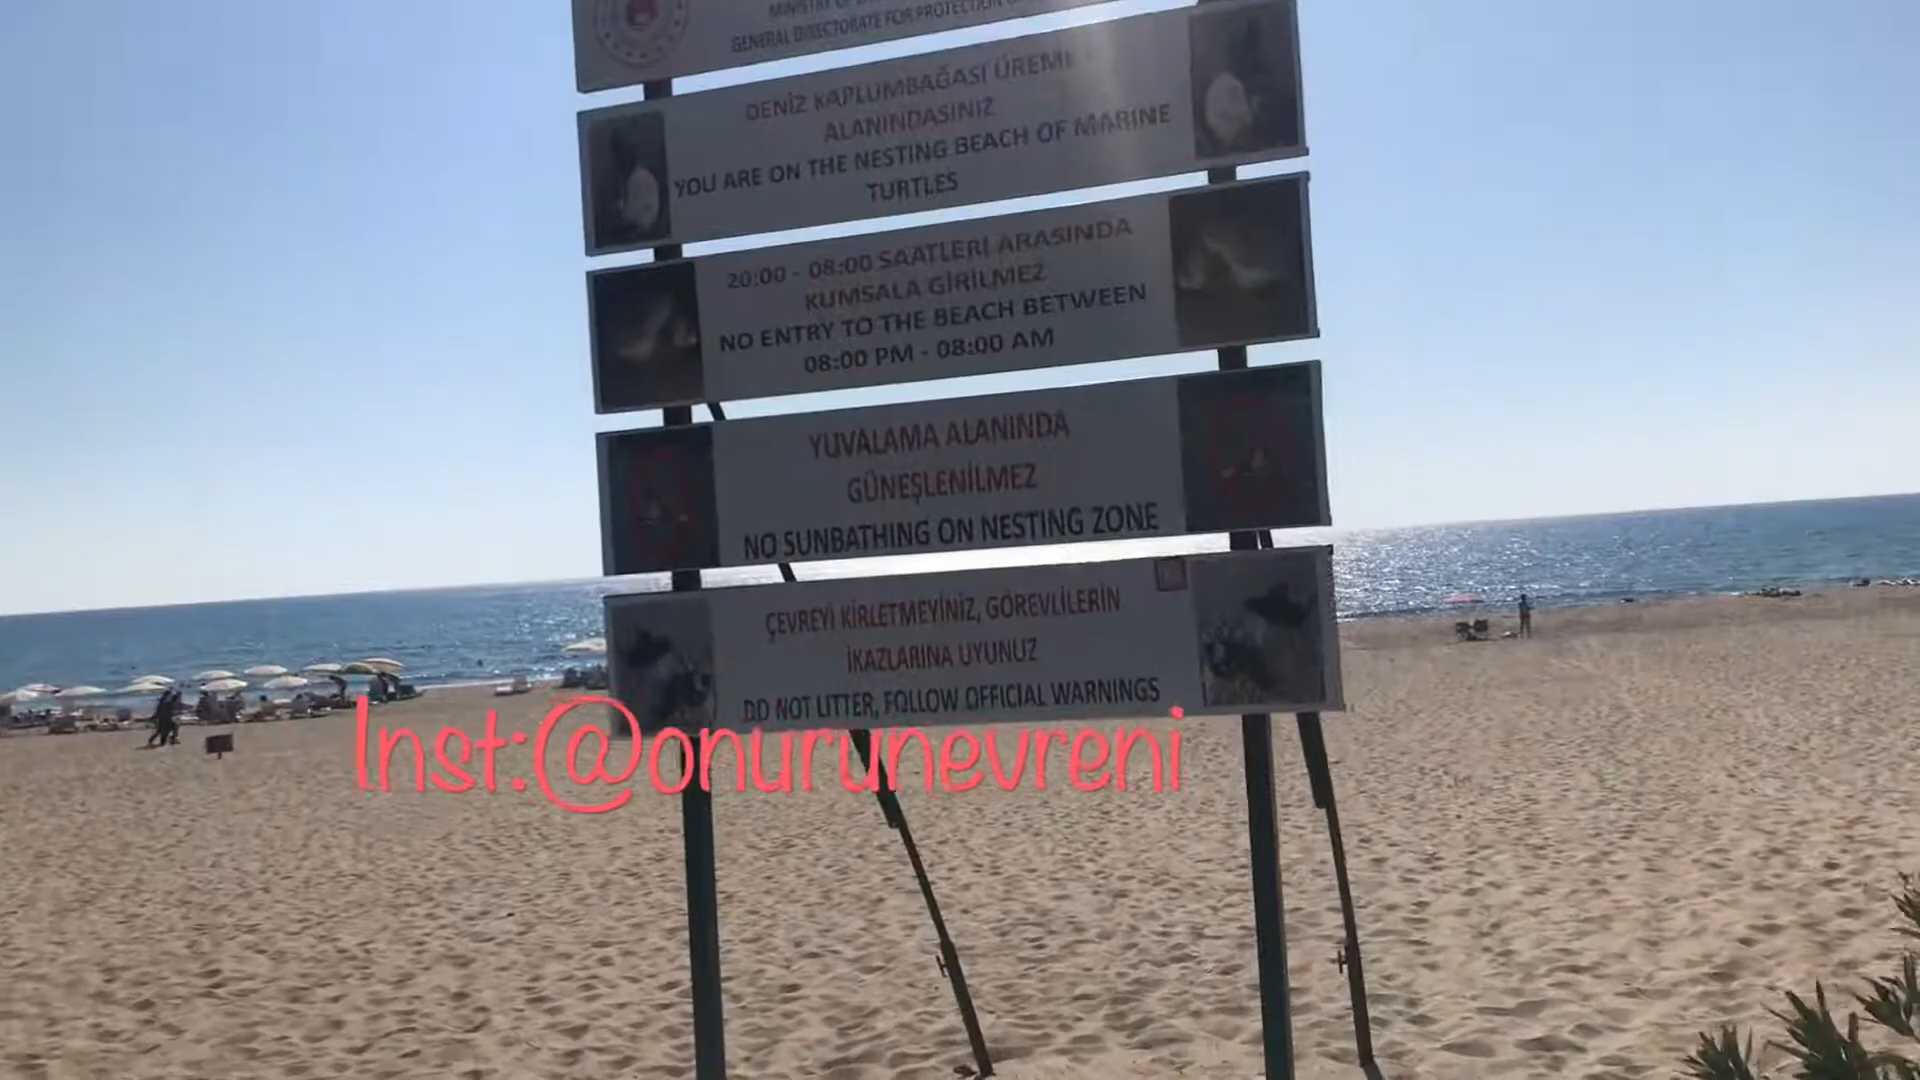 GENERAL DIRECTORATE FOR PROTECTION
DENİZ KAPLUMBAĞASI ÜREME
ALANINDASINIZ
YOU ARE ON THE NESTING BEACH OF MARINE
TURTLES
20:00 - 08:00 SAATLERİ ARASINDA
KUMSALA GİRİLMEZ
NO ENTRY TO THE BEACH BETWEEN
08:00 PM - 08:00 AM
YUVALAMA ALANINDA
GÜNEŞLENİLMEZ
NO SUNBATHING ON NESTING ZONE
ÇEVREYİ KİRLETMEYİNİZ, GÖREVLİLERİN
İKAZLARINA UYUNUZ
DO NOT LITTER, FOLLOW OFFICIAL WARNINGS
Inst:@onurunevreni